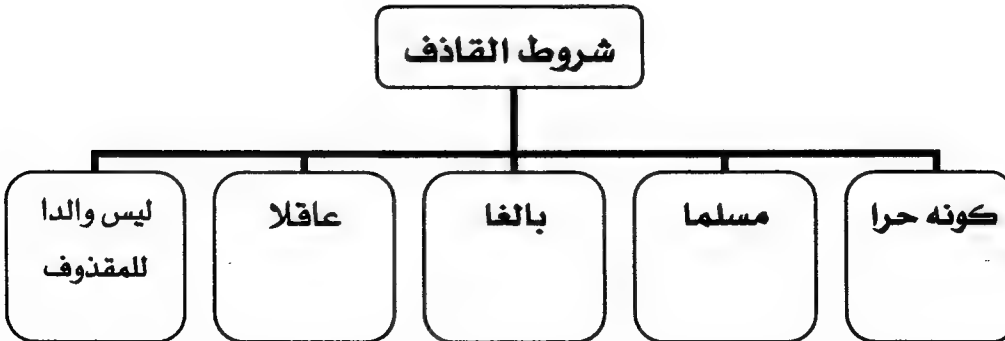 شروط القاذف
كونه حرا
مسلما
بالغا
عاقلا
ليس والدا
للمقذوف